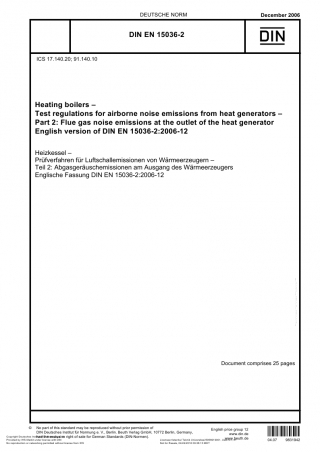 DEUTSCHE NORM
December 2006
DIN EN 15036-2
DIN
ICS 17.140.20; 91.140.10
Heating boilers –
Test regulations for airborne noise emissions from heat generators –
Part 2: Flue gas noise emissions at the outlet of the heat generator
English version of DIN EN 15036-2:2006-12
Heizkessel –
Prüfverfahren für Luftschallemissionen von Wärmeerzeugern –
Teil 2: Abgasgeräuschemissionen am Ausgang des Wärmeerzeugers
Englische Fassung DIN EN 15036-2:2006-12
Document comprises 25 pages
© No part of this standard may be reproduced without prior permission of
DIN Deutsches Institut für Normung e. V., Berlin. Beuth Verlag GmbH, 10772 Berlin, Germany,
has the exclusive right of sale for German Standards (DIN-Normen).
English price group 12
www.din.de
www.beuth.de